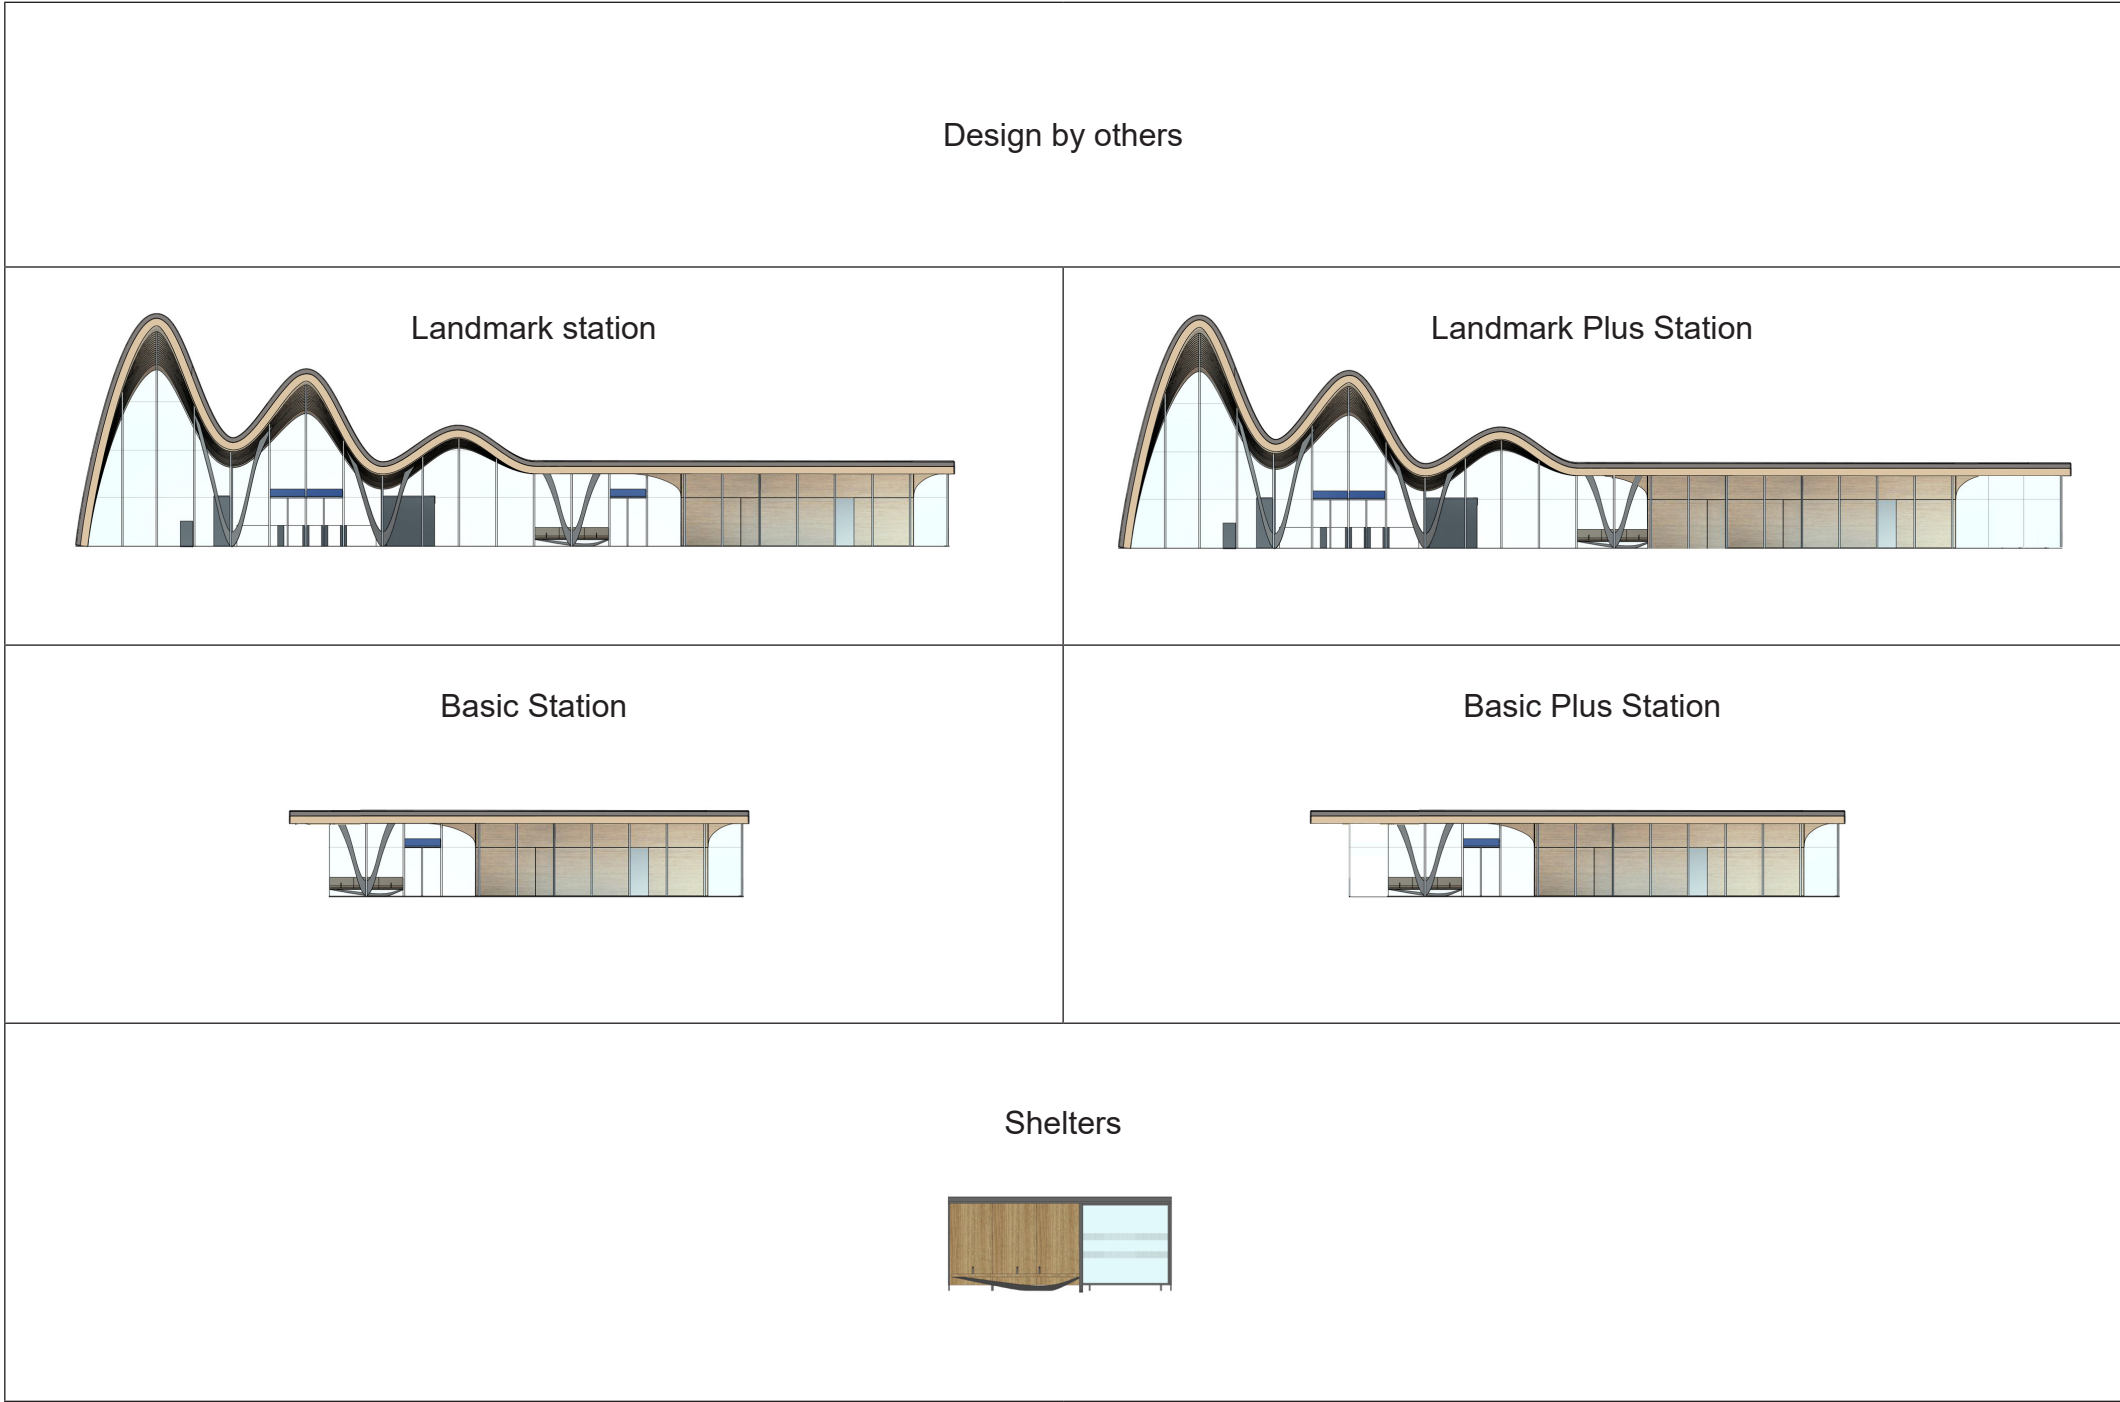 Design by others
Landmark station
Landmark Plus Station
Basic Station
Basic Plus Station
Shelters